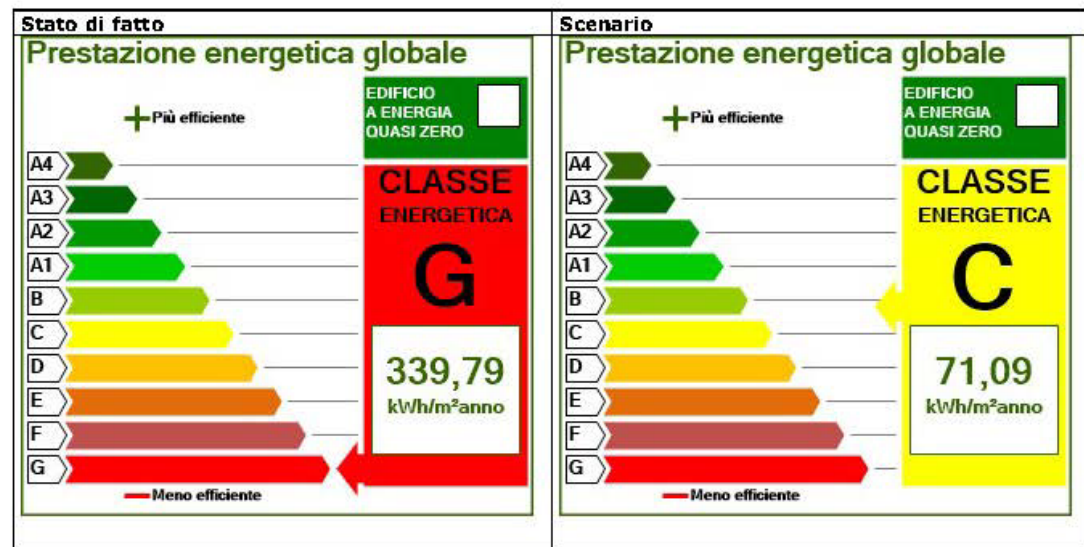 Stato di fatto
Prestazione energetica globale
Più efficiente
EDIFICIO
A ENERGIA
QUASI ZERO
A4
A3
A2
A1
B
C
D
E
F
G
CLASSE
ENERGETICA
G
339,79
kWh/m²anno
Meno efficiente
Scenario
Prestazione energetica globale
Più efficiente
EDIFICIO
A ENERGIA
QUASI ZERO
A4
A3
A2
A1
B
C
D
E
F
G
CLASSE
ENERGETICA
C
71,09
kWh/m²anno
Meno efficiente